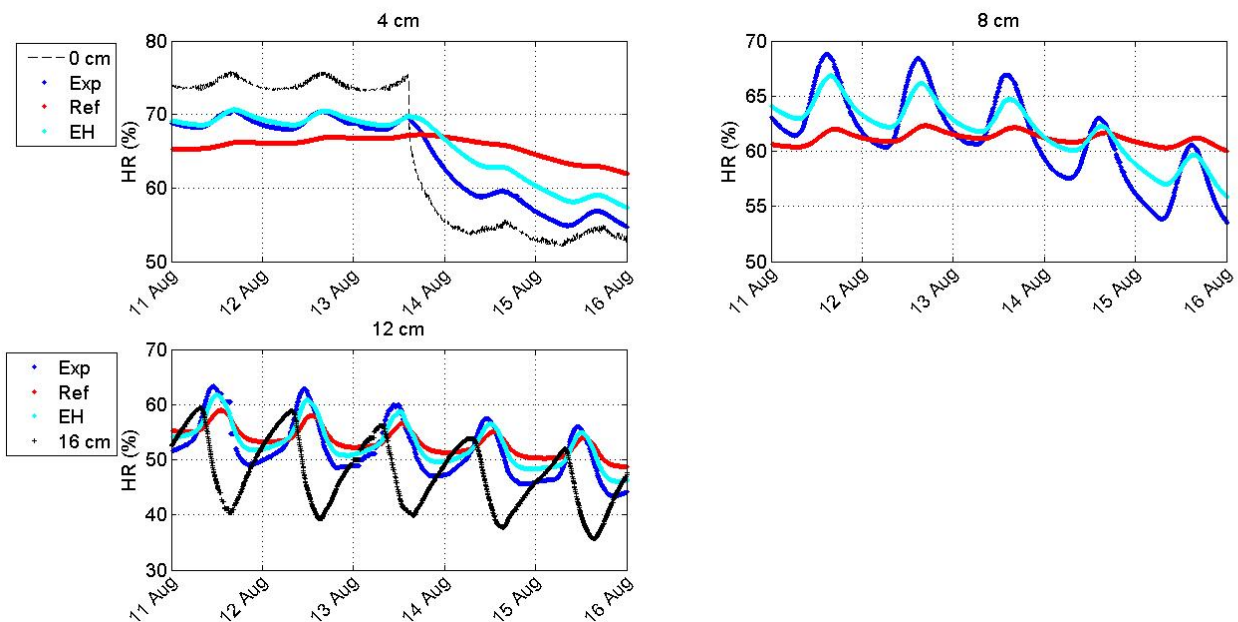 4 cm
0 cm
Exp
Ref
EH
HR (%)
80
70
60
50
11 Aug
12 Aug
13 Aug
14 Aug
15 Aug
16 Aug
8 cm
HR (%)
70
65
60
55
50
11 Aug
12 Aug
13 Aug
14 Aug
15 Aug
16 Aug
12 cm
Exp
Ref
EH
16 cm
HR (%)
70
60
50
40
30
11 Aug
12 Aug
13 Aug
14 Aug
15 Aug
16 Aug